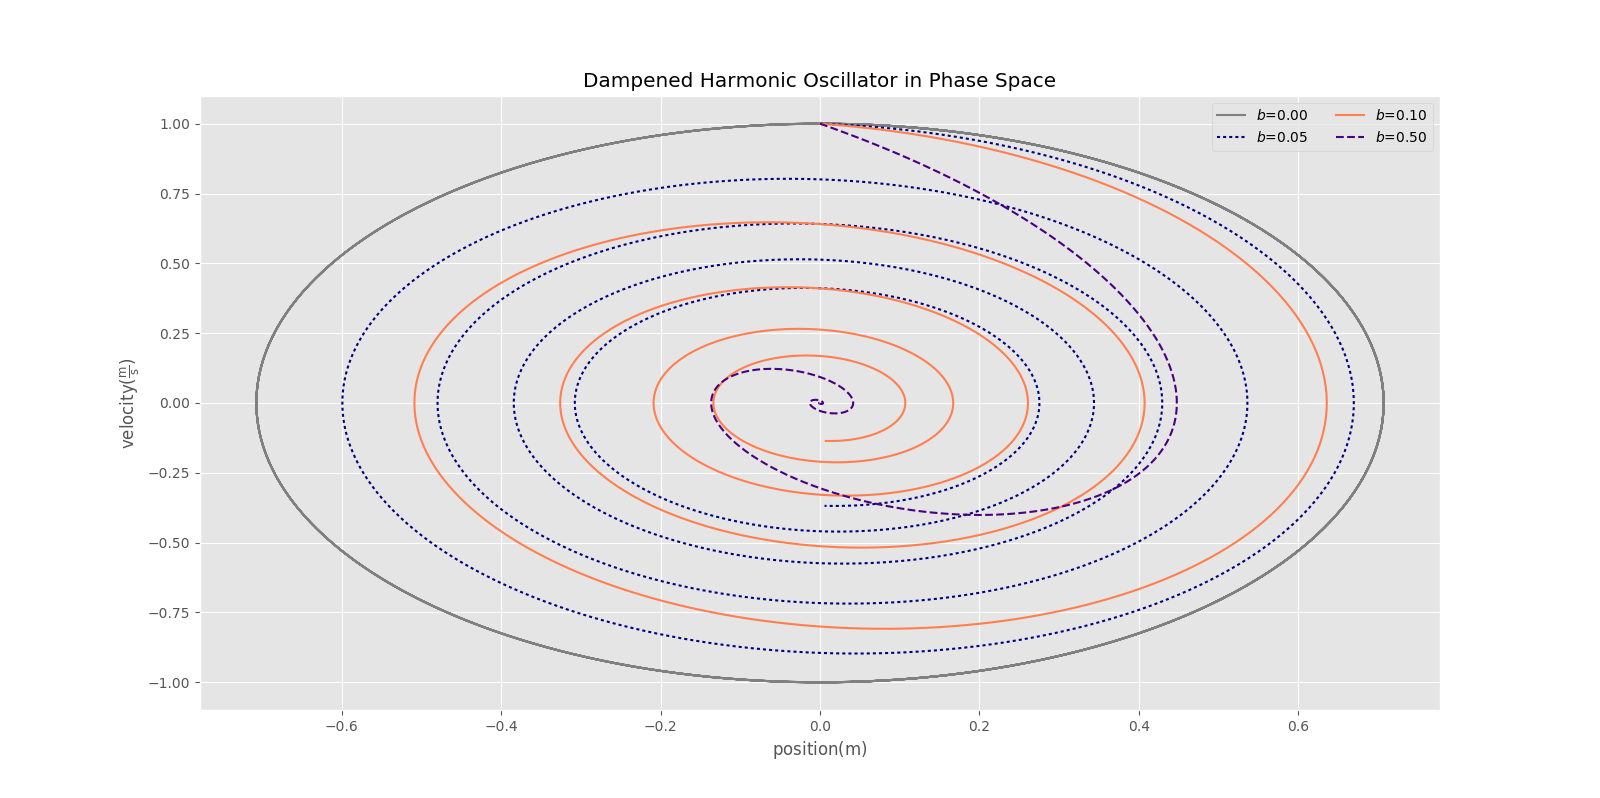 Dampened Harmonic Oscillator in Phase Space
b=0.00 b=0.10
b=0.05 b=0.50
1.00
0.75
0.50
0.25
0.00
−0.25
−0.50
−0.75
−1.00
velocity(m/s)
−0.6 −0.4 −0.2 0.0 0.2 0.4 0.6
position(m)